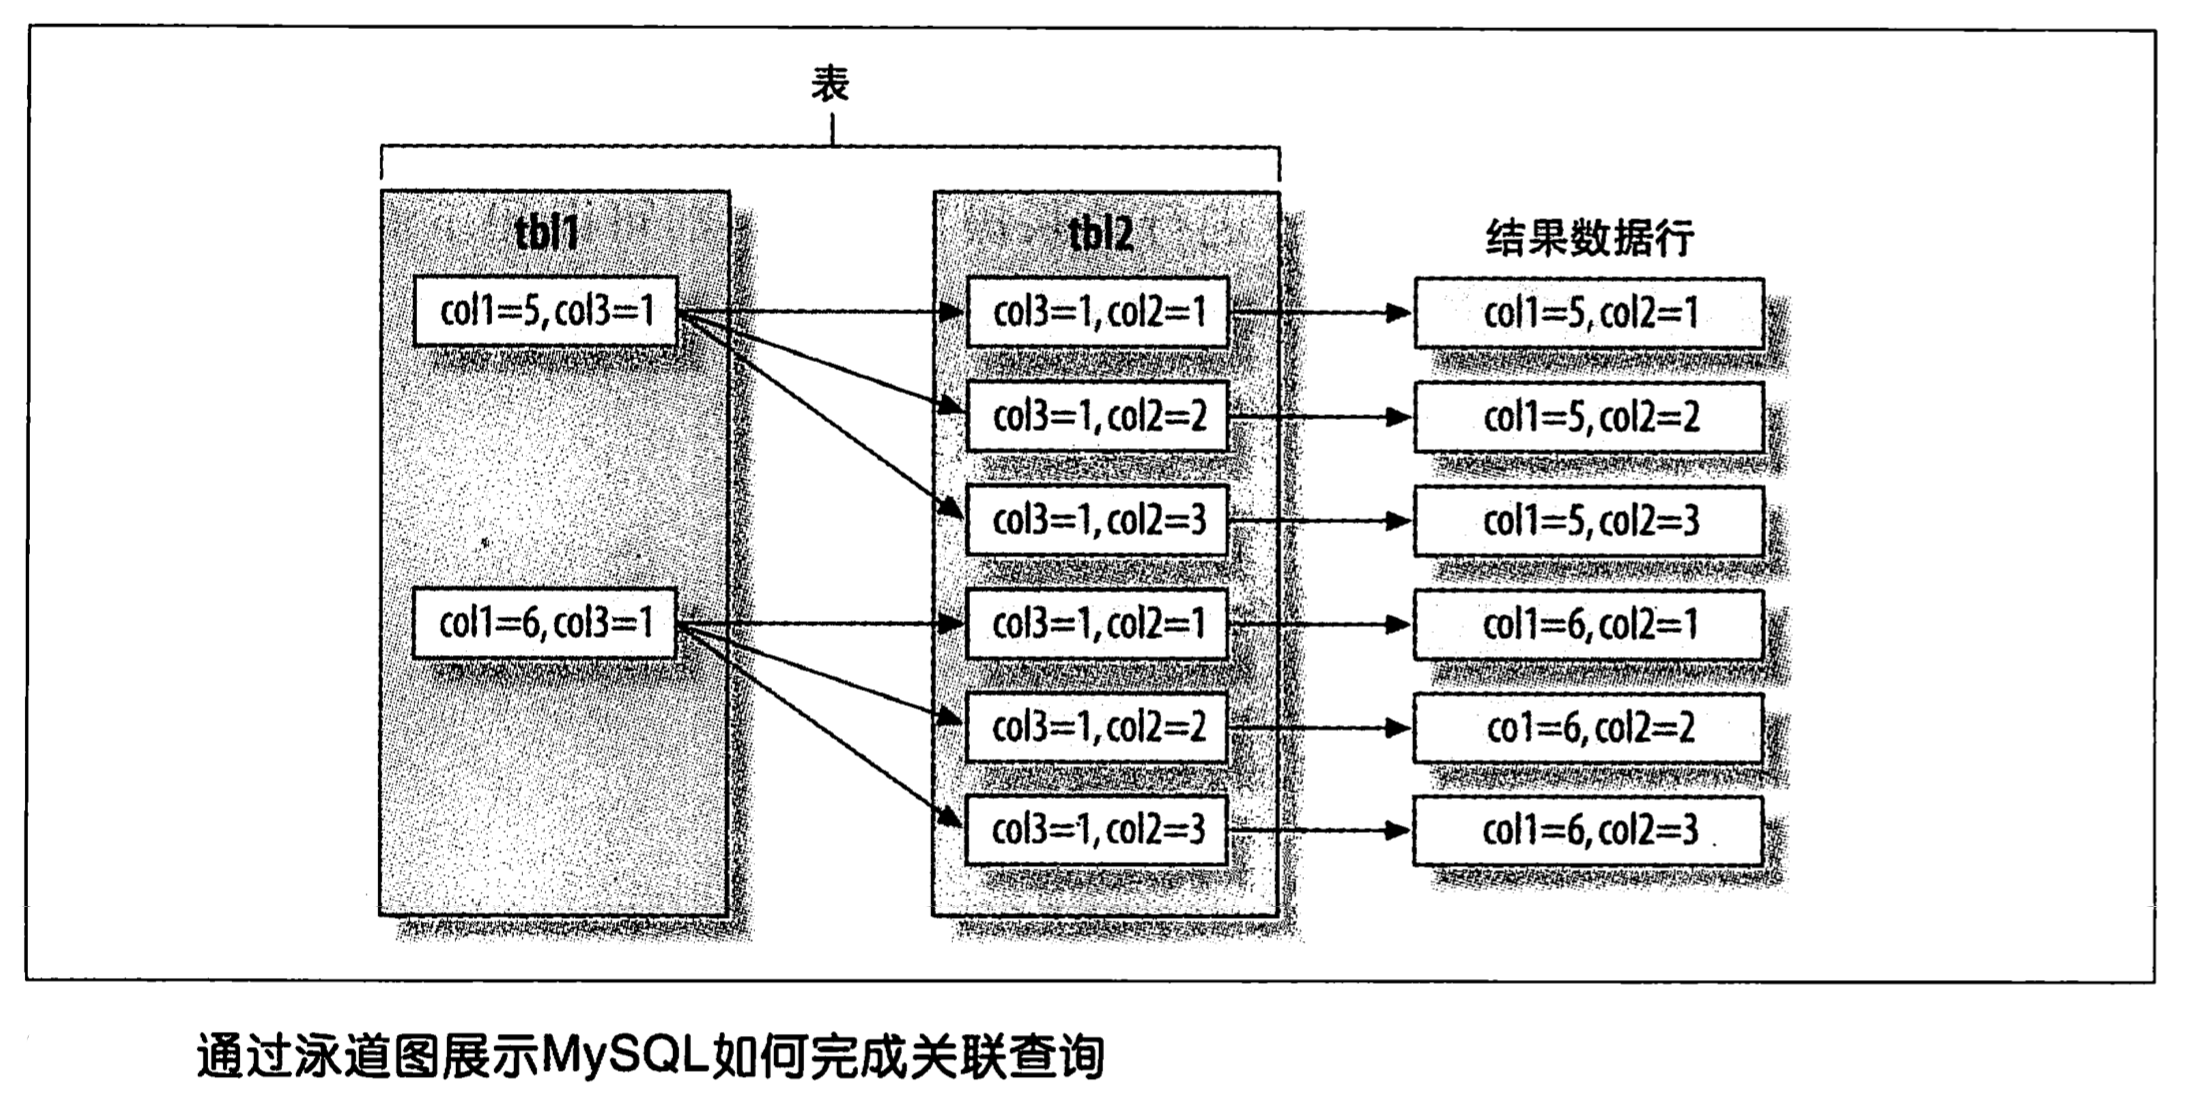 表
tbl1
tbl2
结果数据行
col1=5,col3=1
col3=1,col2=1
col1=5,col2=1
col3=1,col2=2
col1=5,col2=2
col3=1,col2=3
col1=5,col2=3
col1=6,col3=1
col3=1,col2=1
col1=6,col2=1
col3=1,col2=2
co1=6,col2=2
col3=1,col2=3
col1=6,col2=3
通过泳道图展示MySQL如何完成关联查询